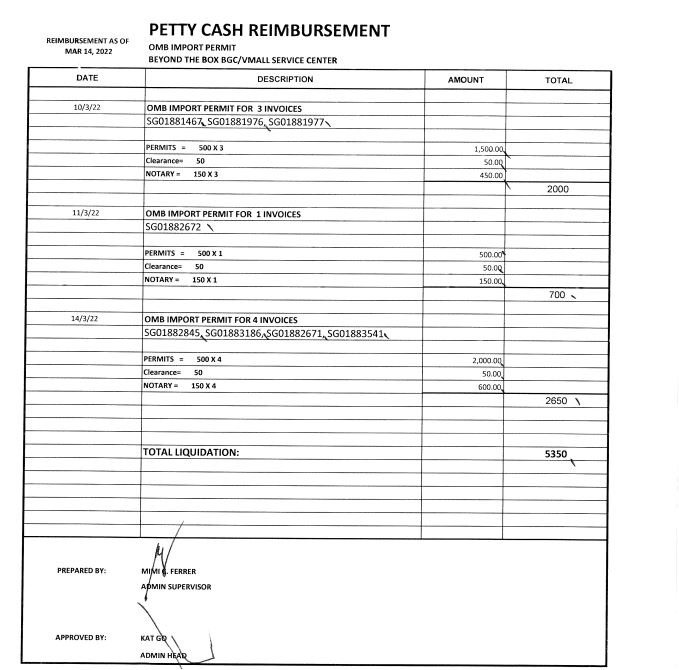 PETTY CASH REIMBURSEMENT
REIMBURSEMENT AS OF
MAR 14, 2022
OMB IMPORT PERMIT
BEYOND THE BOX BGC/VMALL SERVICE CENTER
DATE DESCRIPTION AMOUNT TOTAL
10/3/22 OMB IMPORT PERMIT FOR 3 INVOICES
SG01881467, SG01881976, SG01881977
PERMITS = 500 X 3 1,500.00
Clearance= 50 50.00
NOTARY = 150 X 3 450.00
2000
11/3/22 OMB IMPORT PERMIT FOR 1 INVOICES
SG01882672
PERMITS = 500 X 1 500.00
Clearance= 50 50.00
NOTARY = 150 X 1 150.00
700
14/3/22 OMB IMPORT PERMIT FOR 4 INVOICES
SG01882845, SG01883186, SG01882671, SG01883541
PERMITS = 500 X 4 2,000.00
Clearance= 50 50.00
NOTARY = 150 X 4 600.00
2650
TOTAL LIQUIDATION: 5350
PREPARED BY: MIMI FERRER
ADMIN SUPERVISOR
APPROVED BY: KAT GO
ADMIN HEAD